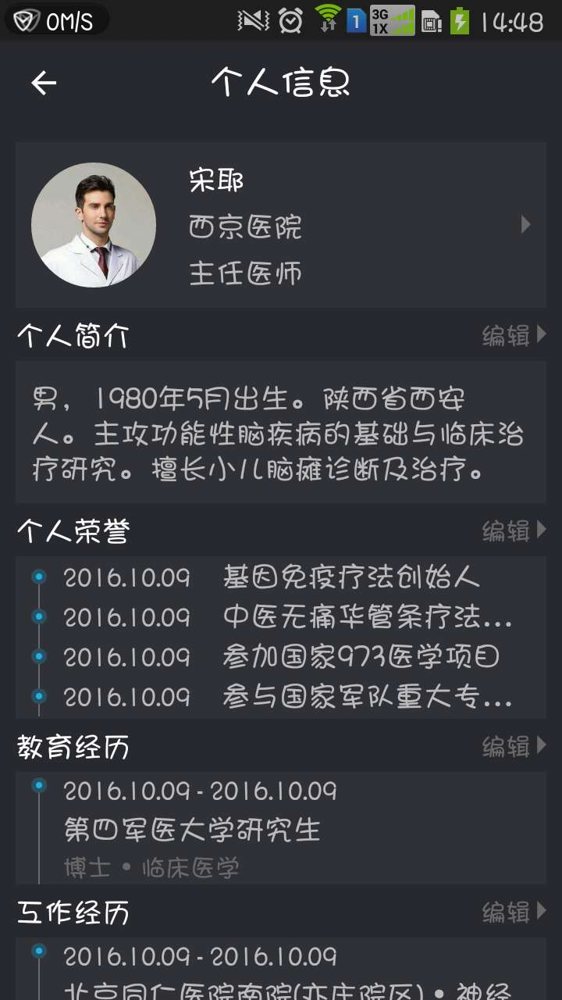 0M/S
1
3G
1X
14:48
个人信息
宋耶
西京医院
主任医师
个人简介
编辑
男，1980年5月出生。陕西省西安
人。主攻功能性脑疾病的基础与临床治
疗研究。擅长小儿脑瘫诊断及治疗。
个人荣誉
编辑
2016.10.09 基因免疫疗法创始人
2016.10.09 中医无痛华管条疗法...
2016.10.09 参加国家973医学项目
2016.10.09 参与国家军队重大专...
教育经历
编辑
2016.10.09 - 2016.10.09
第四军医大学研究生
博士 • 临床医学
工作经历
编辑
2016.10.09 - 2016.10.09
北京同仁医院南院(亦庄院区) • 神经